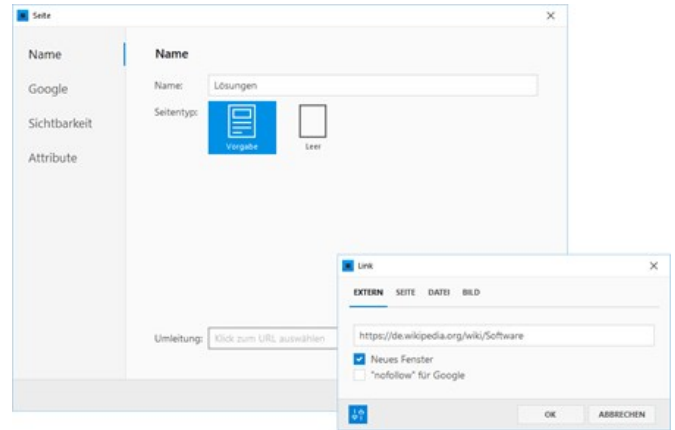 Seite
Name
Google
Sichtbarkeit
Attribute
Name
Name: Lösungen
Seitentyp:
Vorgabe Leer
Umleitung: Klick zum URL auswählen
Link
EXTERN SEITE DATEI BILD
https://de.wikipedia.org/wiki/Software
Neues Fenster
"nofollow" für Google
OK ABBRECHEN